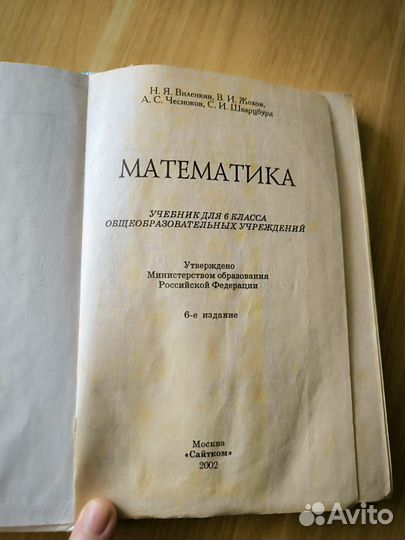 Н. Я. Виленкин, В. И. Жохов,
А. С. Чесноков, С. И. Шварцбурд
МАТЕМАТИКА
УЧЕБНИК ДЛЯ 6 КЛАССА
ОБЩЕОБРАЗОВАТЕЛЬНЫХ УЧРЕЖДЕНИЙ
Утверждено
Министерством образования
Российской Федерации
6-е издание
Москва
«Сайтком»
2002
Avito